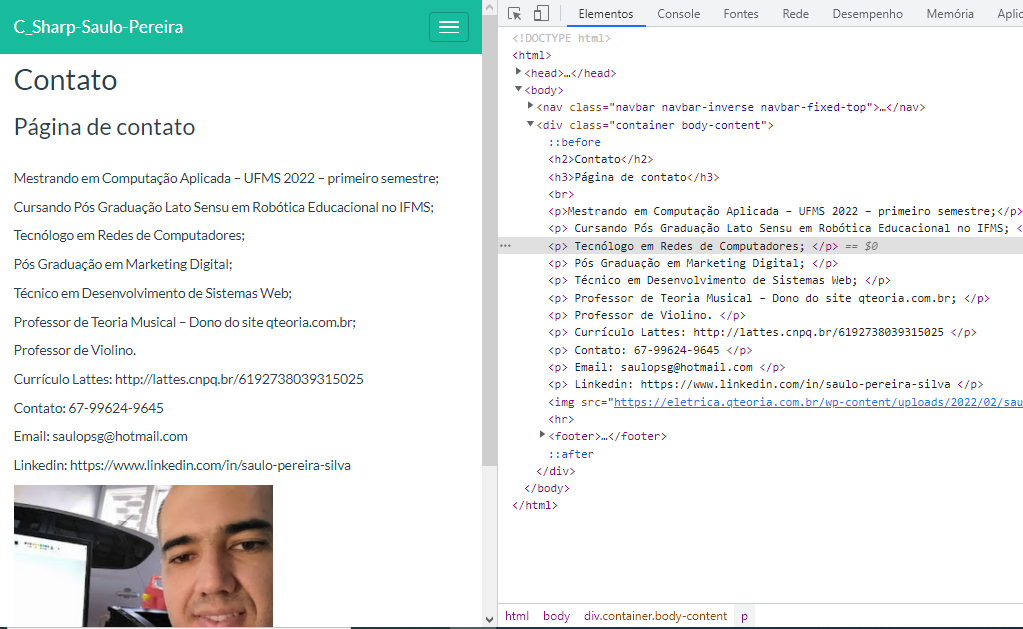 C_Sharp-Saulo-Pereira
Contato
Página de contato
Mestrando em Computação Aplicada – UFMS 2022 – primeiro semestre;
Cursando Pós Graduação Lato Sensu em Robótica Educacional no IFMS;
Tecnólogo em Redes de Computadores;
Pós Graduação em Marketing Digital;
Técnico em Desenvolvimento de Sistemas Web;
Professor de Teoria Musical – Dono do site qteoria.com.br;
Professor de Violino.
Currículo Lattes: http://lattes.cnpq.br/6192738039315025
Contato: 67-99624-9645
Email: saulopsg@hotmail.com
Linkedin: https://www.linkedin.com/in/saulo-pereira-silva
Elementos Console Fontes Rede Desempenho Memória Aplic
<!DOCTYPE html>
<html>
<head>…</head>
<body>
<nav class="navbar navbar-inverse navbar-fixed-top">…</nav>
<div class="container body-content">
::before
<h2>Contato</h2>
<h3>Página de contato</h3>
<br>
<p>Mestrando em Computação Aplicada – UFMS 2022 – primeiro semestre;</p>
<p> Cursando Pós Graduação Lato Sensu em Robótica Educacional no IFMS; <
<p> Tecnólogo em Redes de Computadores; </p> == $0
<p> Pós Graduação em Marketing Digital; </p>
<p> Técnico em Desenvolvimento de Sistemas Web; </p>
<p> Professor de Teoria Musical – Dono do site qteoria.com.br; </p>
<p> Professor de Violino. </p>
<p> Currículo Lattes: http://lattes.cnpq.br/6192738039315025 </p>
<p> Contato: 67-99624-9645 </p>
<p> Email: saulopsg@hotmail.com </p>
<p> Linkedin: https://www.linkedin.com/in/saulo-pereira-silva </p>
<img src="https://eletrica.qteoria.com.br/wp-content/uploads/2022/02/sau
<hr>
<footer>…</footer>
::after
</div>
</body>
</html>
html body div.container.body-content p